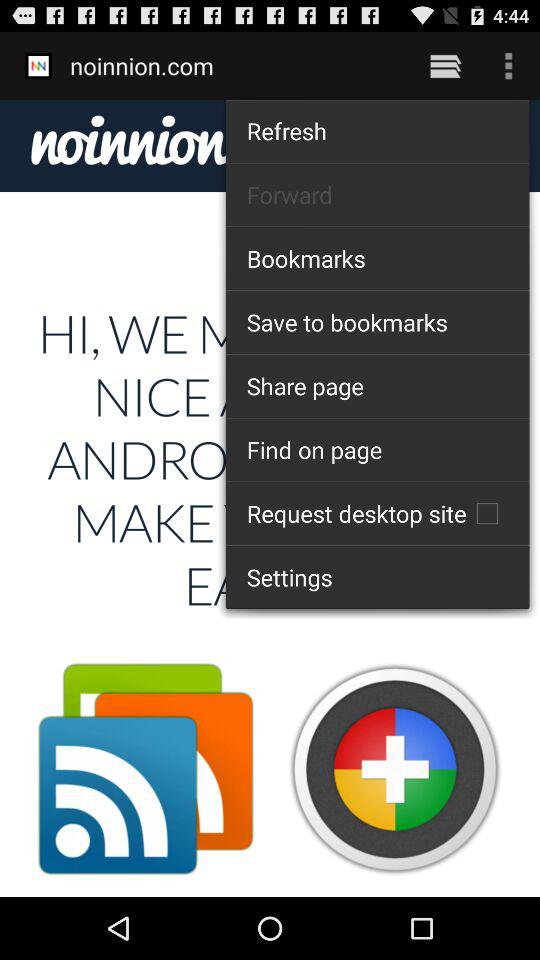 4:44
noinnion.com
noinnion
Refresh
Forward
Bookmarks
Save to bookmarks
Share page
Find on page
Request desktop site
Settings
HI, WE
NICE
ANDRO
MAKE
EA